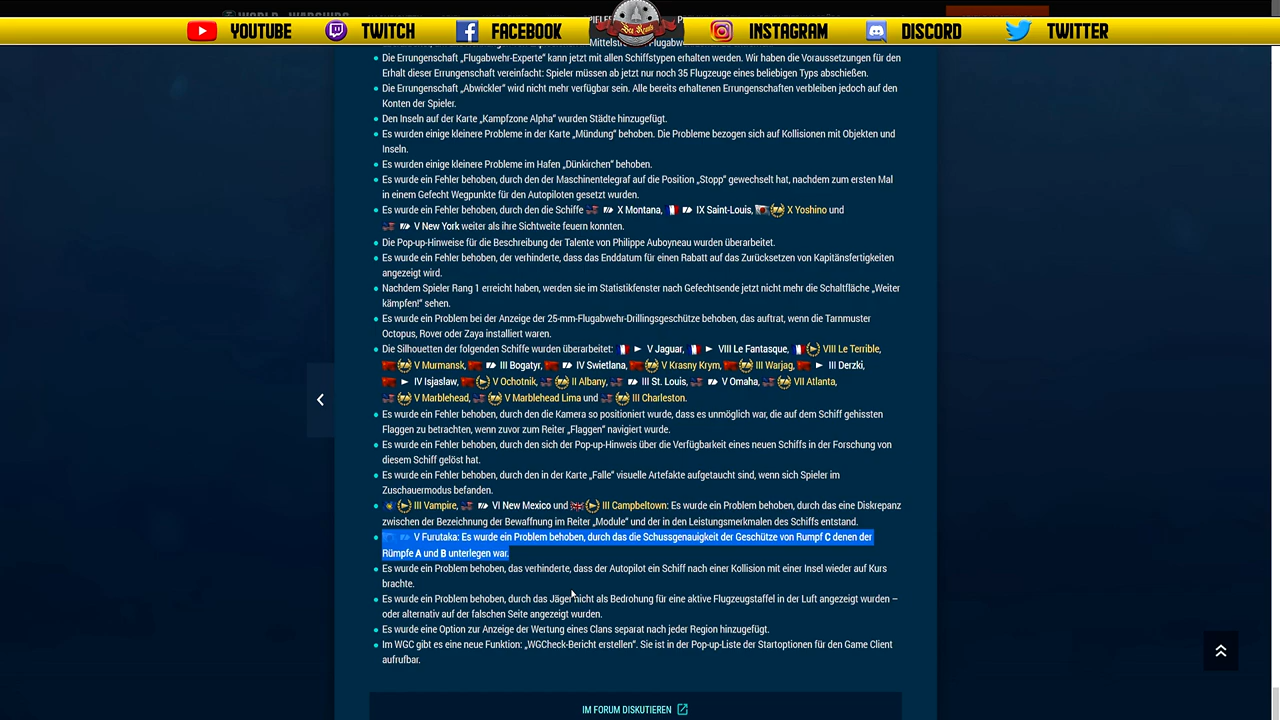 YOUTUBE TWITCH FACEBOOK INSTAGRAM DISCORD TWITTER
Die Errungenschaft „Flugabwehr-Experte“ kann jetzt mit allen Schiffstypen erhalten werden. Wir haben die Voraussetzungen für den
Erhalt dieser Errungenschaft vereinfacht: Spieler müssen ab jetzt nur noch 35 Flugzeuge eines beliebigen Typs abschießen.
Die Errungenschaft „Abwickler“ wird nicht mehr verfügbar sein. Alle bereits erhaltenen Errungenschaften verbleiben jedoch auf den
Konten der Spieler.
Den Inseln auf der Karte „Kampfzone Alpha“ wurden Städte hinzugefügt.
Es wurden einige kleinere Probleme in der Karte „Mündung“ behoben. Die Probleme bezogen sich auf Kollisionen mit Objekten und
Inseln.
Es wurden einige kleinere Probleme im Hafen „Dünkirchen“ behoben.
Es wurde ein Fehler behoben, durch den der Maschinentelegraf auf die Position „Stopp“ gewechselt hat, nachdem zum ersten Mal
in einem Gefecht Wegpunkte für den Autopiloten gesetzt wurden.
Es wurde ein Fehler behoben, durch den die Schiffe X Montana, IX Saint-Louis, X Yoshino und
V New York weiter als ihre Sichtweite feuern konnten.
Die Pop-up-Hinweise für die Beschreibung der Talente von Philippe Auboyneau wurden überarbeitet.
Es wurde ein Fehler behoben, der verhinderte, dass das Enddatum für einen Rabatt auf das Zurücksetzen von Kapitänsfertigkeiten
angezeigt wird.
Nachdem Spieler Rang 1 erreicht haben, werden sie im Statistikfenster nach Gefechtsende jetzt nicht mehr die Schaltfläche „Weiter
kämpfen!“ sehen.
Es wurde ein Problem bei der Anzeige der 25-mm-Flugabwehr-Drillingsgeschütze behoben, das auftrat, wenn die Tarnmuster
Octopus, Rover oder Zaya installiert waren.
Die Silhouetten der folgenden Schiffe wurden überarbeitet: V Jaguar, VIII Le Fantasque, VIII Le Terrible,
V Murmansk, III Bogatyr, IV Swietlana, V Krasny Krym, III Warjag, III Derzki,
IV Isjaslaw, V Ochotnik, II Albany, III St. Louis, V Omaha, VII Atlanta,
V Marblehead, V Marblehead Lima und III Charleston.
Es wurde ein Fehler behoben, durch den die Kamera so positioniert wurde, dass es unmöglich war, die auf dem Schiff gehissten
Flaggen zu betrachten, wenn zuvor zum Reiter „Flaggen“ navigiert wurde.
Es wurde ein Fehler behoben, durch den sich der Pop-up-Hinweis über die Verfügbarkeit eines neuen Schiffs in der Forschung von
diesem Schiff gelöst hat.
Es wurde ein Fehler behoben, durch den in der Karte „Falle“ visuelle Artefakte aufgetaucht sind, wenn sich Spieler im
Zuschauermodus befanden.
III Vampire, VI New Mexico und III Campbeltown: Es wurde ein Problem behoben, durch das eine Diskrepanz
zwischen der Bezeichnung der Bewaffnung im Reiter „Module“ und der in den Leistungsmerkmalen des Schiffs entstand.
V Furutaka: Es wurde ein Problem behoben, durch das die Schussgenauigkeit der Geschütze von Rumpf C denen der
Rümpfe A und B unterlegen war.
Es wurde ein Problem behoben, das verhinderte, dass der Autopilot ein Schiff nach einer Kollision mit einer Insel wieder auf Kurs
brachte.
Es wurde ein Problem behoben, durch das Jäger nicht als Bedrohung für eine aktive Flugzeugstaffel in der Luft angezeigt wurden –
oder alternativ auf der falschen Seite angezeigt wurden.
Es wurde eine Option zur Anzeige der Wertung eines Clans separat nach jeder Region hinzugefügt.
Im WGC gibt es eine neue Funktion: „WGCheck-Bericht erstellen“. Sie ist in der Pop-up-Liste der Startoptionen für den Game Client
aufrufbar.
IM FORUM DISKUTIEREN